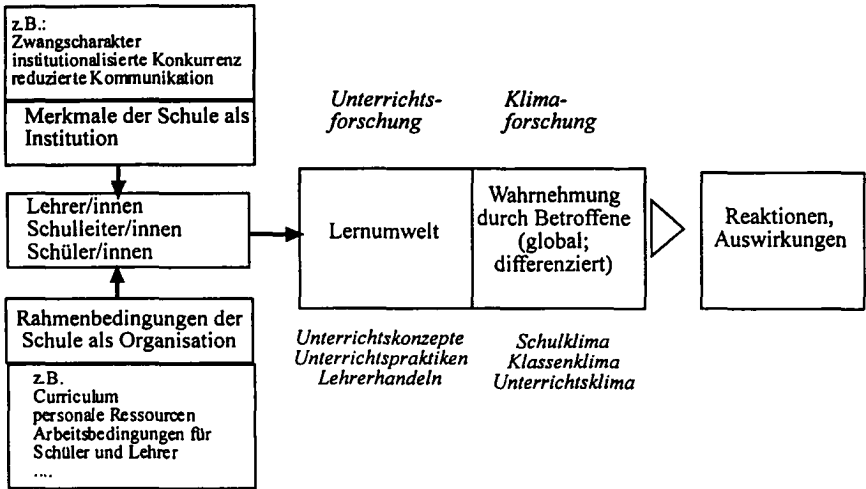 z.B.:
Zwangscharakter
institutionalisierte Konkurrenz
reduzierte Kommunikation
Merkmale der Schule als
Institution
Lehrer/innen
Schulleiter/innen
Schüler/innen
Rahmenbedingungen der
Schule als Organisation
z.B.
Curriculum
personale Ressourcen
Arbeitsbedingungen für
Schüler und Lehrer
....
Unterrichts-
forschung
Lernumwelt
Unterrichtskonzepte
Unterrichtspraktiken
Lehrerhandeln
Klima-
forschung
Wahrnehmung
durch Betroffene
(global;
differenziert)
Schulklima
Klassenklima
Unterrichtsklima
Reaktionen,
Auswirkungen